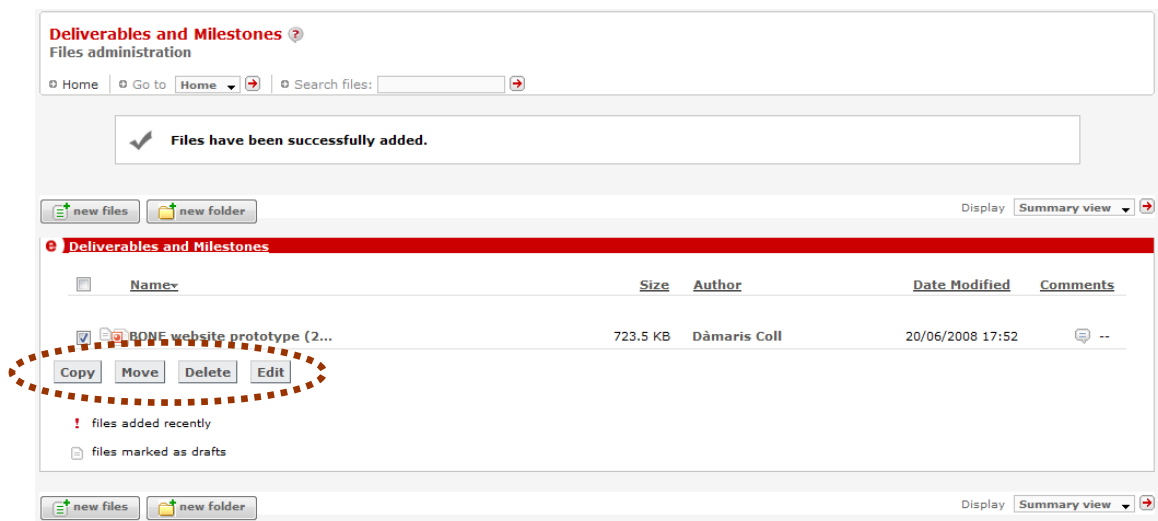 Deliverables and Milestones ?
Files administration
Home Go to Home Search files:
Files have been successfully added.
new files new folder Display Summary view
e Deliverables and Milestones
Name Size Author Date Modified Comments
BONE website prototype (2... 723.5 KB Dàmaris Coll 20/06/2008 17:52 --
Copy Move Delete Edit
! files added recently
files marked as drafts
new files new folder Display Summary view